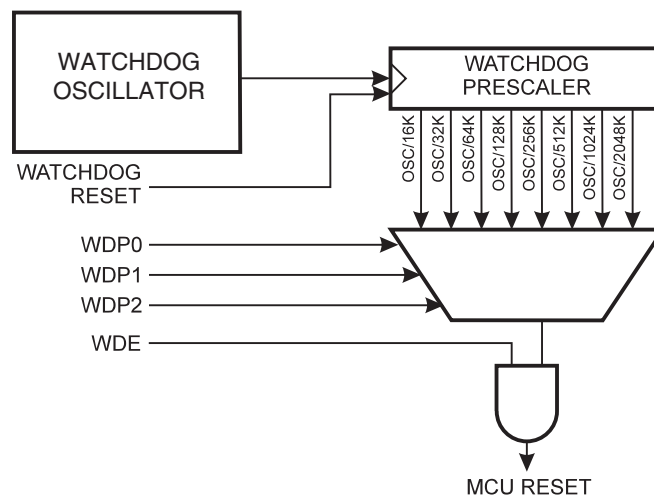 WATCHDOG
OSCILLATOR
WATCHDOG
PRESCALER
OSC/16K
OSC/32K
OSC/64K
OSC/128K
OSC/256K
OSC/512K
OSC/1024K
OSC/2048K
WATCHDOG
RESET
WDP0
WDP1
WDP2
WDE
MCU RESET